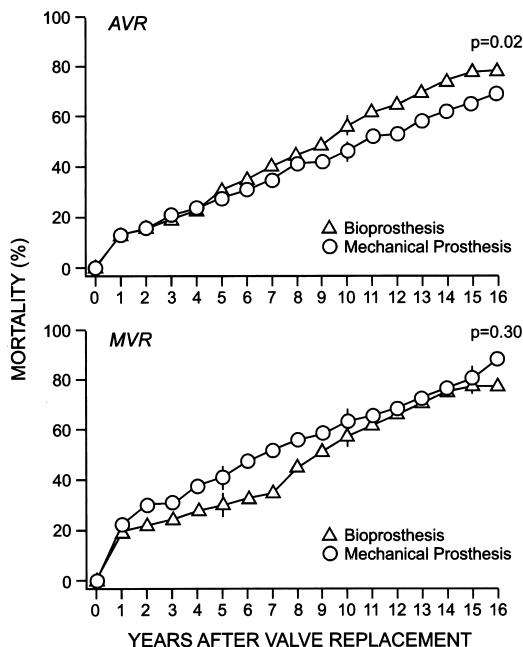 AVR
p=0.02
100
80
60
40
20
0
Bioprosthesis
Mechanical Prosthesis
0 1 2 3 4 5 6 7 8 9 10 11 12 13 14 15 16
MORTALITY (%)
MVR
p=0.30
100
80
60
40
20
0
Bioprosthesis
Mechanical Prosthesis
0 1 2 3 4 5 6 7 8 9 10 11 12 13 14 15 16
YEARS AFTER VALVE REPLACEMENT